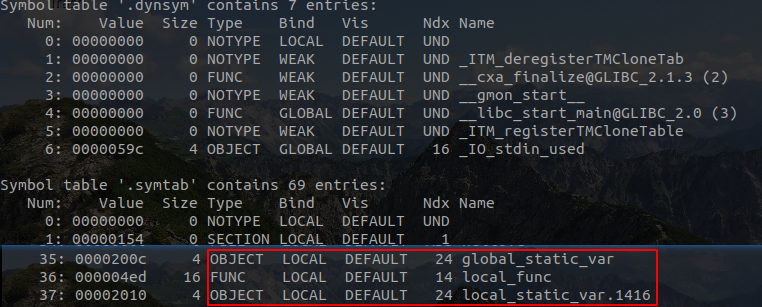 Symbol table '.dynsym' contains 7 entries:
Num: Value Size Type Bind Vis Ndx Name
0: 00000000 0 NOTYPE LOCAL DEFAULT UND
1: 00000000 0 NOTYPE WEAK DEFAULT UND _ITM_deregisterTMCloneTab
2: 00000000 0 FUNC WEAK DEFAULT UND __cxa_finalize@GLIBC_2.1.3 (2)
3: 00000000 0 NOTYPE WEAK DEFAULT UND __gmon_start__
4: 00000000 0 FUNC GLOBAL DEFAULT UND __libc_start_main@GLIBC_2.0 (3)
5: 00000000 0 NOTYPE WEAK DEFAULT UND _ITM_registerTMCloneTable
6: 0000059c 4 OBJECT GLOBAL DEFAULT 16 _IO_stdin_used
Symbol table '.symtab' contains 69 entries:
Num: Value Size Type Bind Vis Ndx Name
0: 00000000 0 NOTYPE LOCAL DEFAULT UND
1: 00000154 0 SECTION LOCAL DEFAULT 1
35: 0000200c 4 OBJECT LOCAL DEFAULT 24 global_static_var
36: 000004ed 16 FUNC LOCAL DEFAULT 14 local_func
37: 00002010 4 OBJECT LOCAL DEFAULT 24 local_static_var.1416